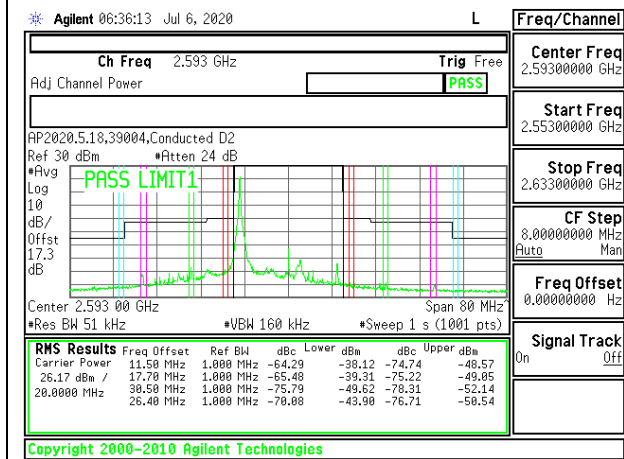 Agilent 06:36:13 Jul 6, 2020 L
Freq/Channel
Ch Freq 2.593 GHz Trig Free
Adj Channel Power PASS
Center Freq
2.59300000 GHz
Start Freq
2.55300000 GHz
AP2020.5.18,39004,Conducted D2
Ref 30 dBm #Atten 24 dB
#Avg
Log
10
dB/
Offst
17.3
dB
PASS LIMIT1
Stop Freq
2.63300000 GHz
CF Step
8.00000000 MHz
Auto Man
Freq Offset
0.00000000 Hz
Center 2.593 00 GHz Span 80 MHz^
#Res BW 51 kHz #VBW 160 kHz #Sweep 1 s (1001 pts)
Signal Track
On Off
RMS Results Freq Offset Ref BW dBc Lower dBm dBc Upper dBm
Carrier Power 11.50 MHz 1.000 MHz -64.29 -38.12 -74.74 -48.57
26.17 dBm / 17.70 MHz 1.000 MHz -65.48 -39.31 -75.22 -49.05
20.0000 MHz 30.50 MHz 1.000 MHz -75.79 -49.62 -78.31 -52.14
26.40 MHz 1.000 MHz -70.08 -43.90 -76.71 -50.54
Copyright 2000-2010 Agilent Technologies